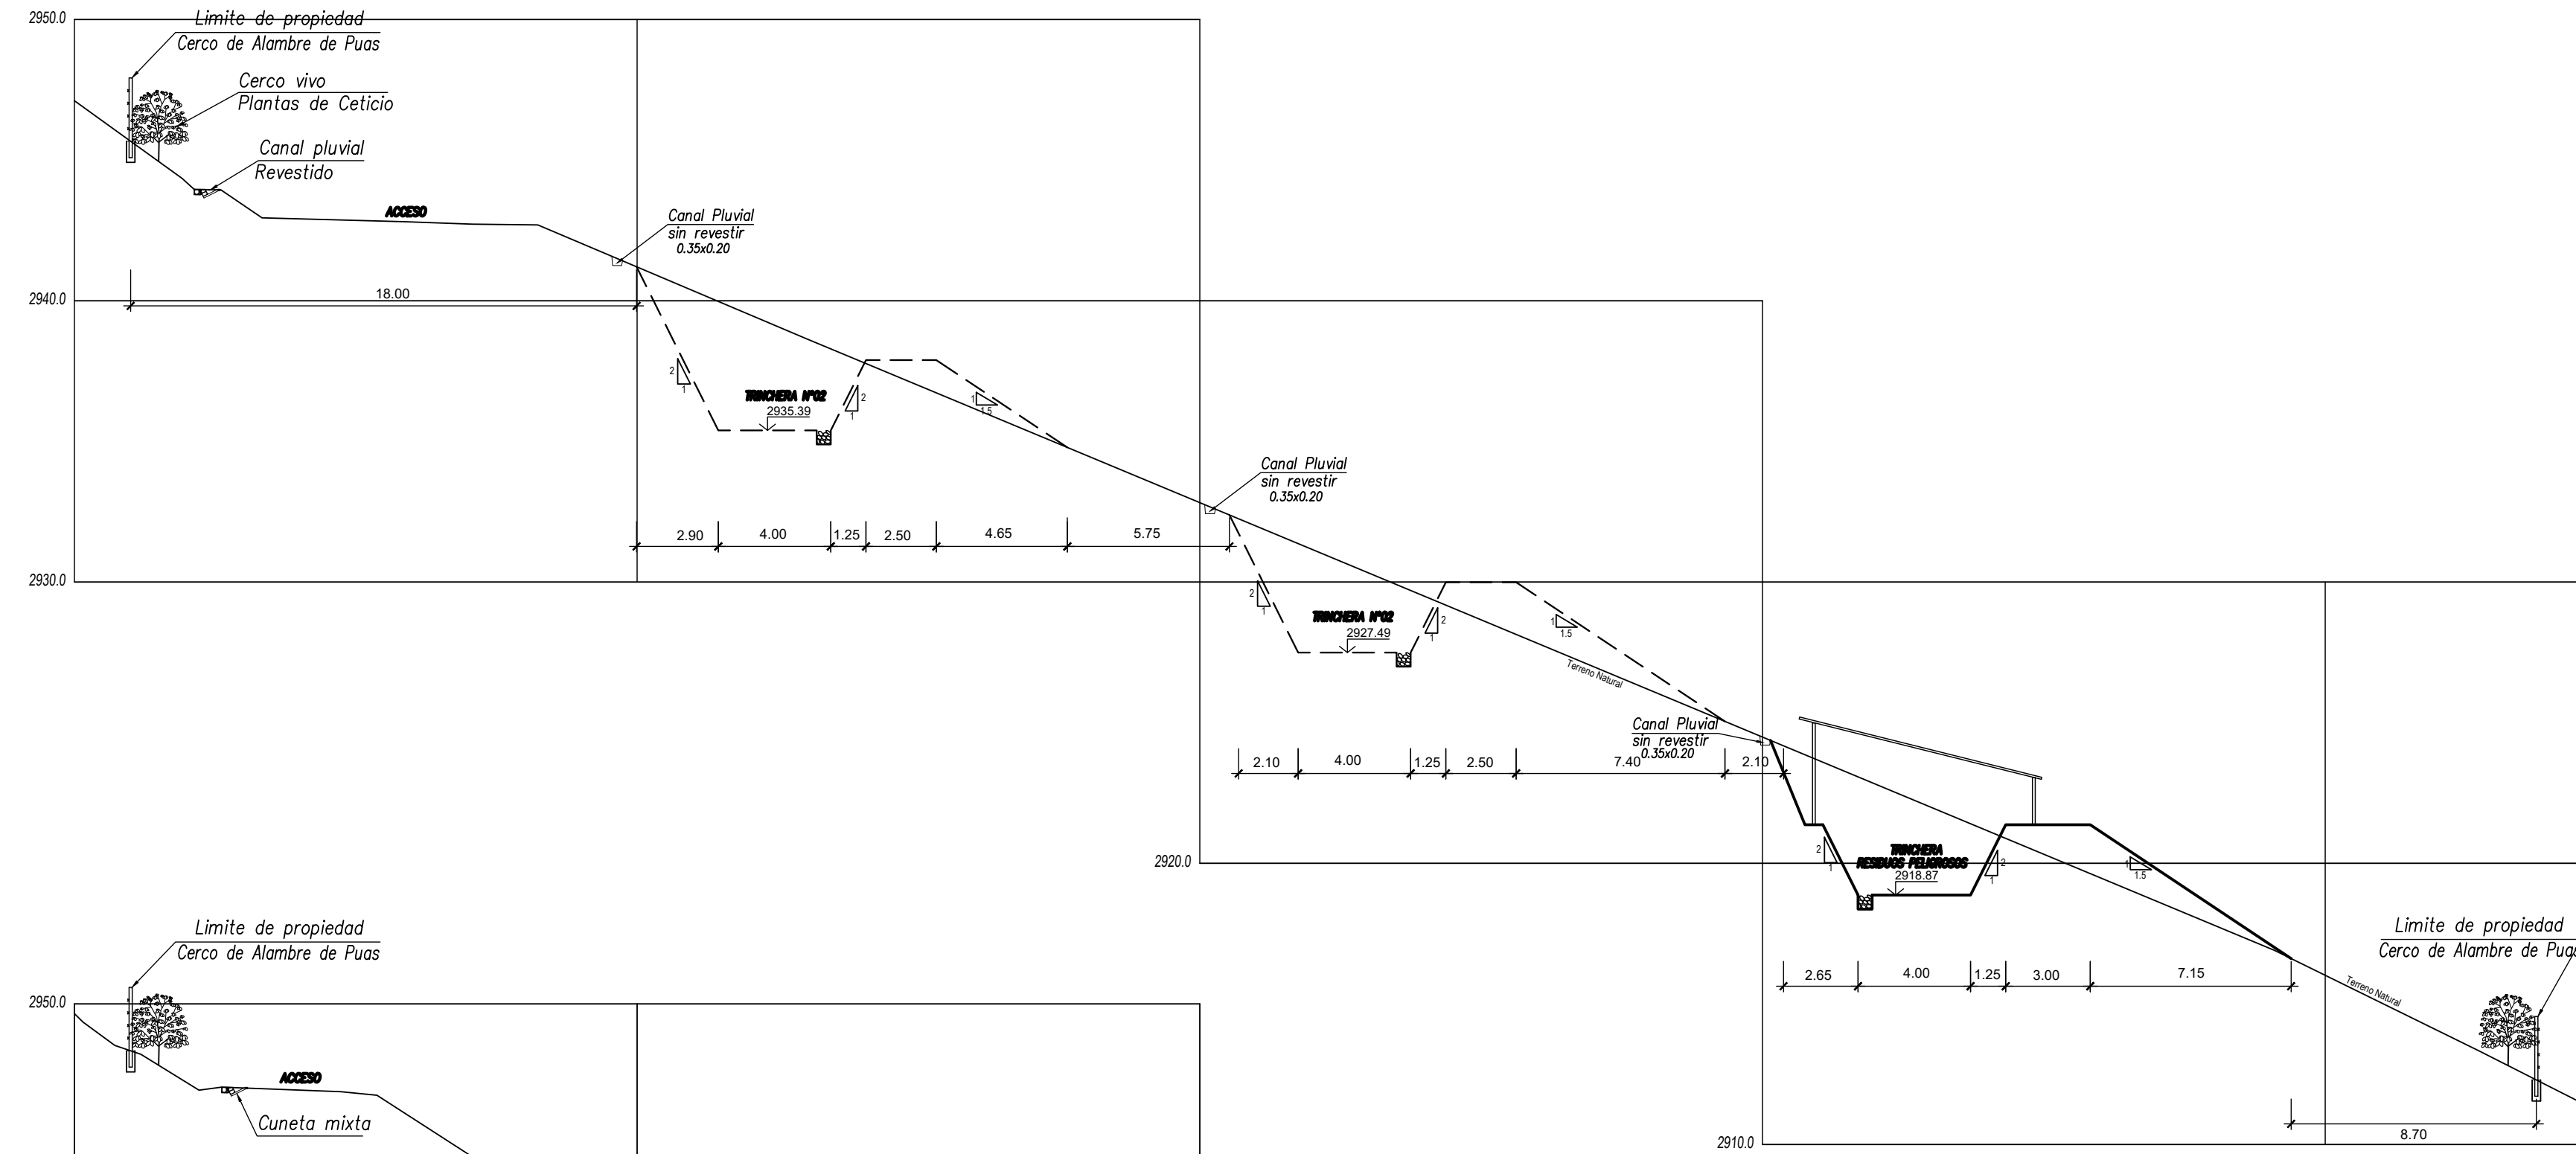 2950.0
Limite de propiedad
Cerco de Alambre de Puas
Cerco vivo
Plantas de Ceticio
Canal pluvial
Revestido
ACCESO
Canal Pluvial
sin revestir
0.35x0.20
2940.0
18.00
2
1
TRINCHERA N°02
2935.39
2
1
1
1.5
Canal Pluvial
sin revestir
0.35x0.20
2.90
4.00
1.25
2.50
4.65
5.75
2930.0
2
1
TRINCHERA N°02
2927.49
2
1
1
1.5
Terreno Natural
Canal Pluvial
sin revestir
0.35x0.20
2.10
4.00
1.25
2.50
7.40
2.10
2920.0
2
1
TRINCHERA
RESIDUOS PELIGROSOS
2918.87
2
1
1
1.5
2.65
4.00
1.25
3.00
7.15
Terreno Natural
Limite de propiedad
Cerco de Alambre de Puas
8.70
2910.0
Limite de propiedad
Cerco de Alambre de Puas
2950.0
ACCESO
Cuneta mixta